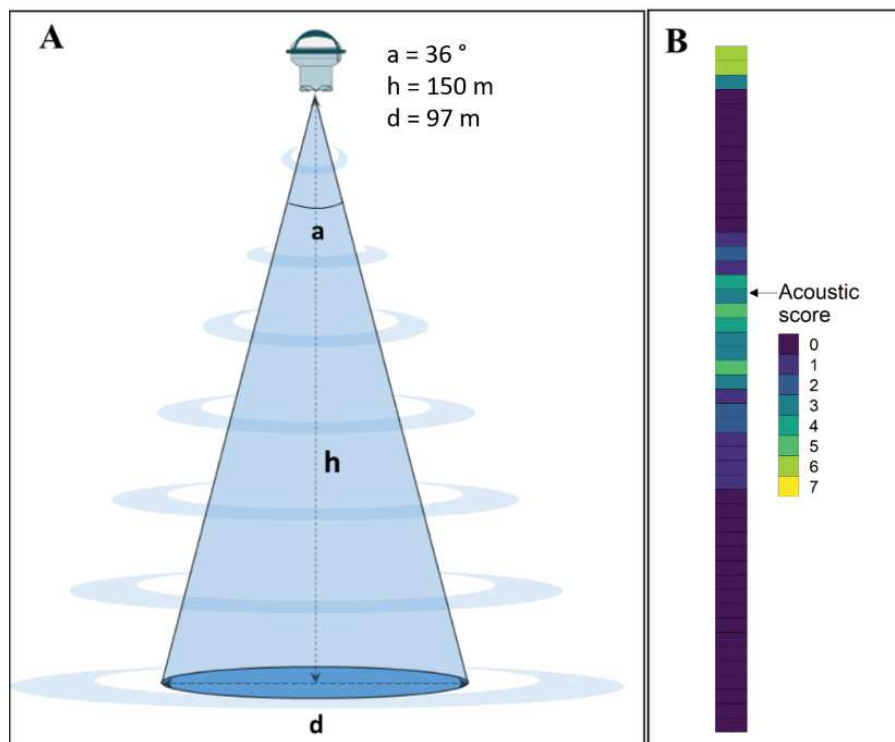 A
a = 36 °
h = 150 m
d = 97 m
a
h
d
B
Acoustic
score
0
1
2
3
4
5
6
7